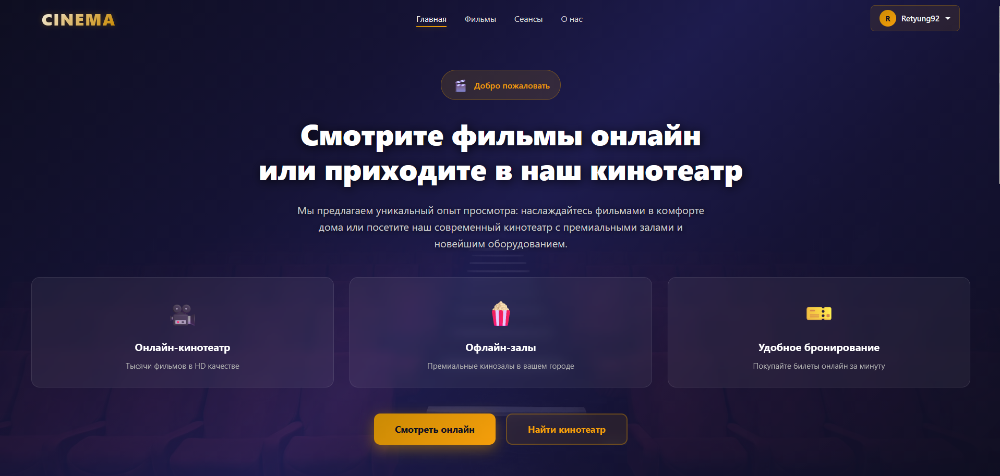 CINEMA
Главная
Фильмы
Сеансы
О нас
R
Retyung92
Добро пожаловать
Смотрите фильмы онлайн
или приходите в наш кинотеатр
Мы предлагаем уникальный опыт просмотра: наслаждайтесь фильмами в комфорте
дома или посетите наш современный кинотеатр с премиальными залами и
новейшим оборудованием.
Онлайн-кинотеатр
Тысячи фильмов в HD качестве
Офлайн-залы
Премиальные кинозалы в вашем городе
Удобное бронирование
Покупайте билеты онлайн за минуту
Смотреть онлайн
Найти кинотеатр